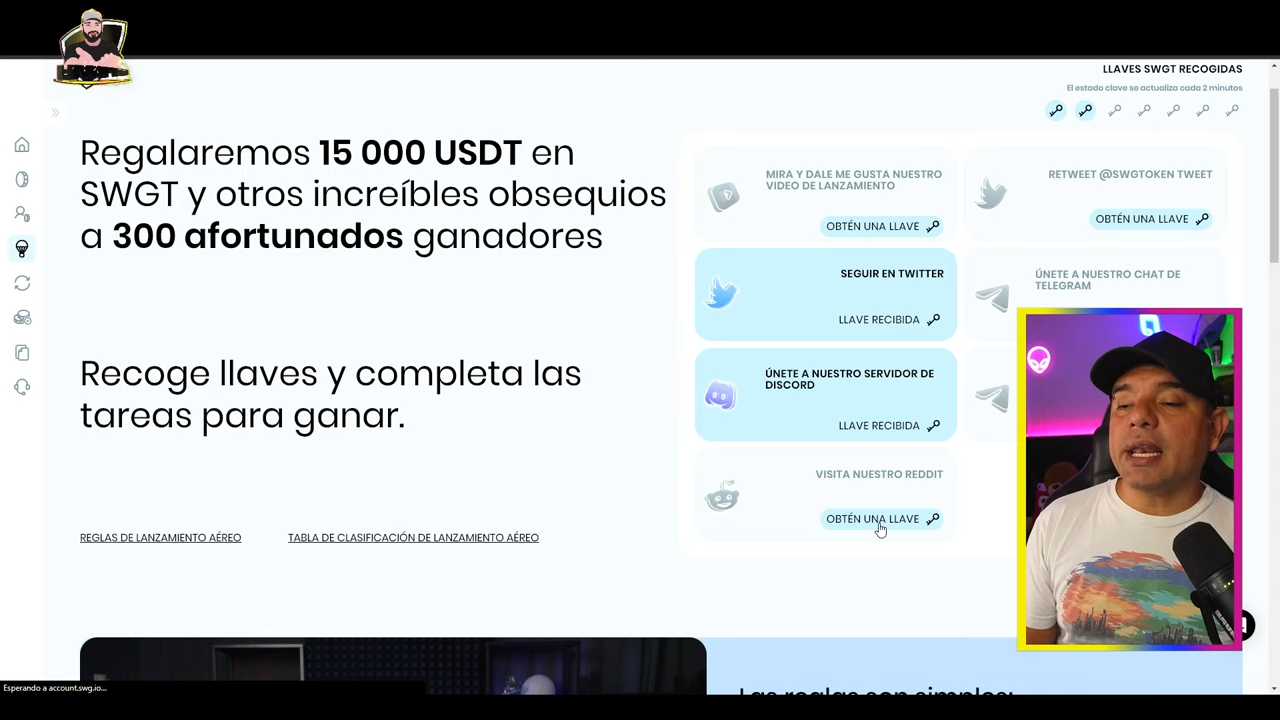 LLAVES SWGT RECOGIDAS
El estado clave se actualiza cada 2 minutos
Regalaremos 15 000 USDT en
SWGT y otros increíbles obsequios
a 300 afortunados ganadores
Recoge llaves y completa las
tareas para ganar.
REGLAS DE LANZAMIENTO AÉREO
TABLA DE CLASIFICACIÓN DE LANZAMIENTO AÉREO
MIRA Y DALE ME GUSTA NUESTRO
VIDEO DE LANZAMIENTO
OBTÉN UNA LLAVE
RETWEET @SWGTOKEN TWEET
OBTÉN UNA LLAVE
SEGUIR EN TWITTER
LLAVE RECIBIDA
ÚNETE A NUESTRO CHAT DE
TELEGRAM
ÚNETE A NUESTRO SERVIDOR DE
DISCORD
LLAVE RECIBIDA
VISITA NUESTRO REDDIT
OBTÉN UNA LLAVE
Las reglas son simples:
Esperando a account.swg.io...